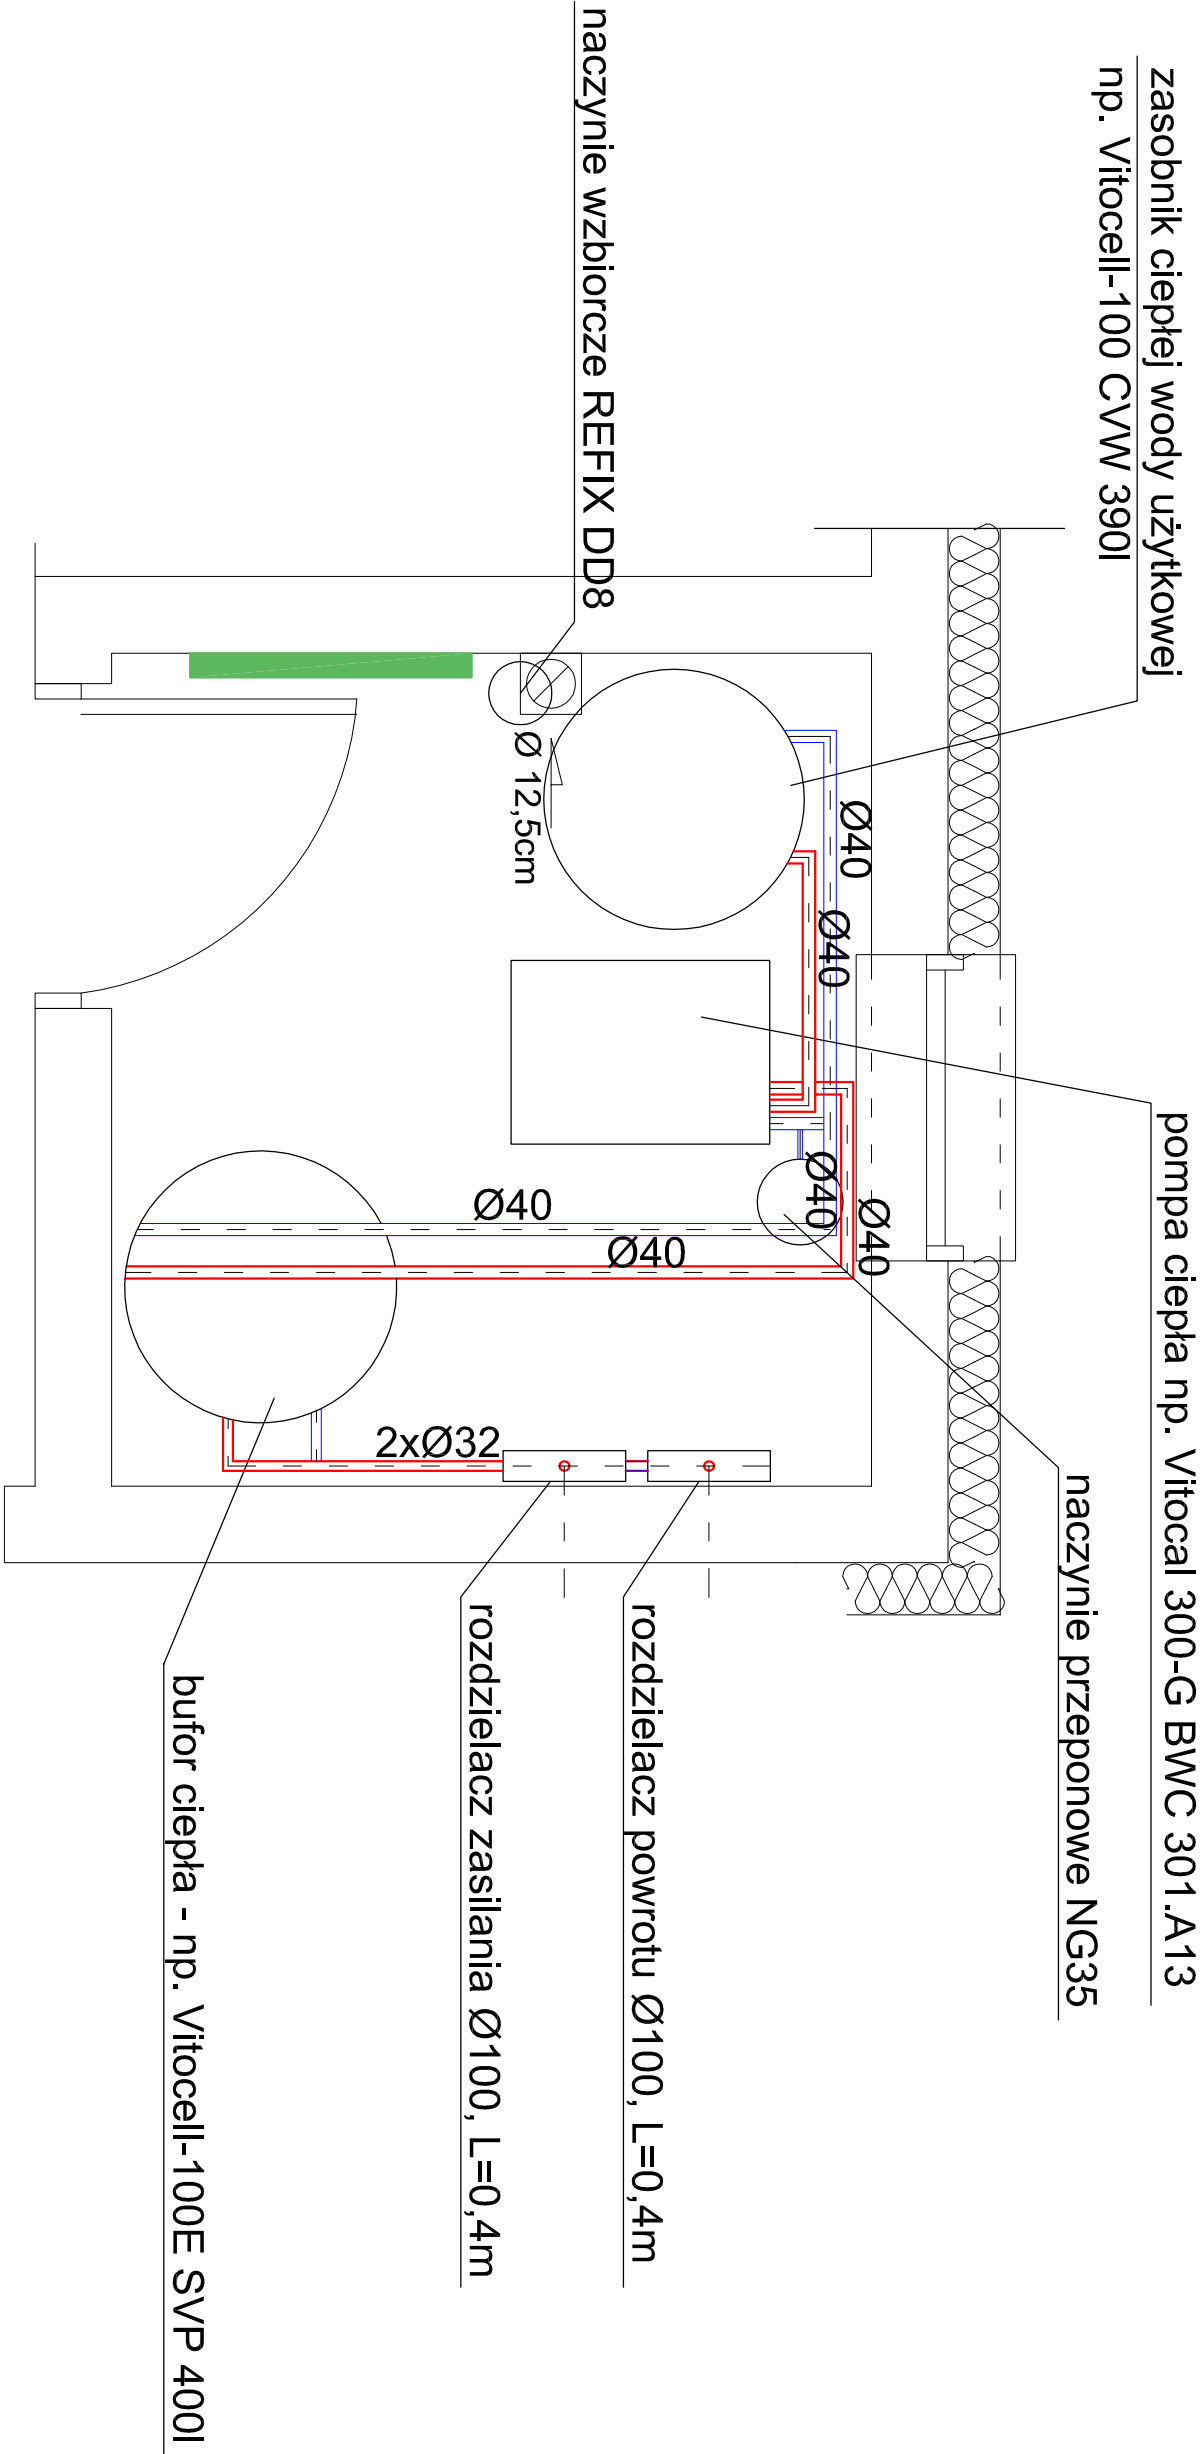 zasobnik ciepłej wody użytkowej
np. Vitocell-100 CVW 390l
naczynie wzbiorcze REFIX DD8
Ø 12,5cm
Ø40
Ø40
Ø40
Ø40
Ø40
Ø40
2xØ32
pompa ciepła np. Vitocal 300-G BWC 301.A13
naczynie przeponowe NG35
rozdzielacz powrotu Ø100, L=0,4m
rozdzielacz zasilania Ø100, L=0,4m
bufor ciepła - np. Vitocell-100E SVP 400l